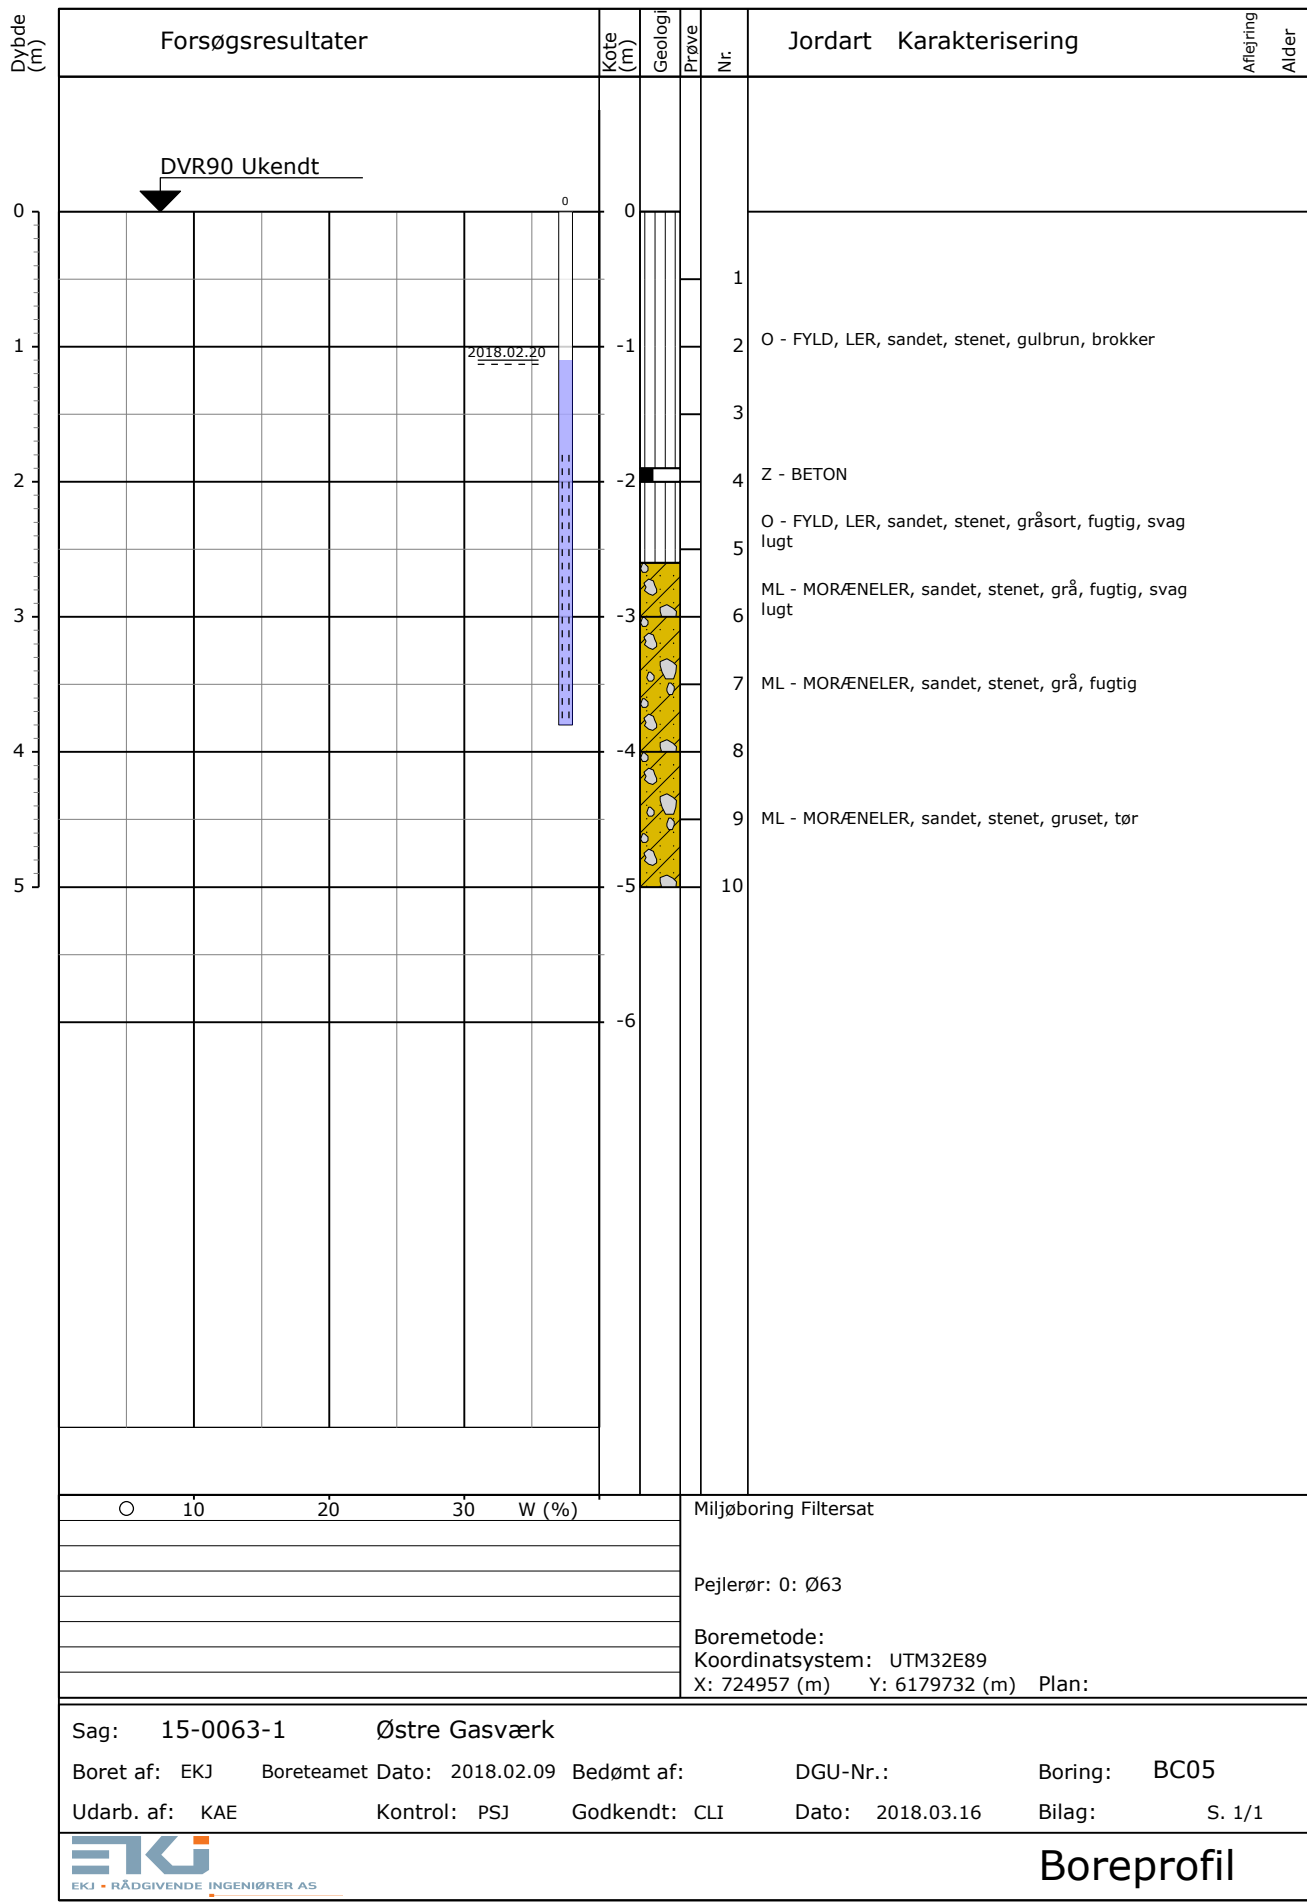 Dybde (m)
Forsøgsresultater
Kote (m)
Geologi
Prøve
Nr.
Jordart Karakterisering
Aflejring
Alder
DVR90 Ukendt
0
0 0
1
1 -1 2 O - FYLD, LER, sandet, stenet, gulbrun, brokker
2018.02.20
3
2 -2 4 Z - BETON
O - FYLD, LER, sandet, stenet, gråsort, fugtig, svag
lugt
5
ML - MORÆNELER, sandet, stenet, grå, fugtig, svag
lugt
3 -3 6
7 ML - MORÆNELER, sandet, stenet, grå, fugtig
4 -4 8
9 ML - MORÆNELER, sandet, stenet, gruset, tør
5 -5 10
-6
10 20 30 W (%)
Miljøboring Filtersat
Pejlerør: 0: Ø63
Boremetode:
Koordinatsystem: UTM32E89
X: 724957 (m) Y: 6179732 (m) Plan:
Sag: 15-0063-1 Østre Gasværk
Boret af: EKJ Boreteamet Dato: 2018.02.09 Bedømt af: DGU-Nr.: Boring: BC05
Udarb. af: KAE Kontrol: PSJ Godkendt: CLI Dato: 2018.03.16 Bilag: S. 1/1
EKJ
EKJ - RÅDGIVENDE INGENIØRER AS
Boreprofil